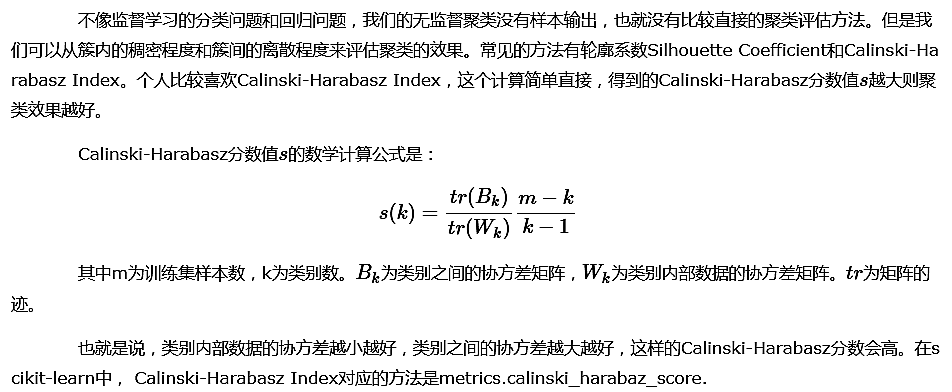 不像监督学习的分类问题和回归问题，我们的无监督聚类没有样本输出，也就没有比较直接的聚类评估方法。但是我
们可以从簇内的稠密程度和簇间的离散程度来评估聚类的效果。常见的方法有轮廓系数Silhouette Coefficient和Calinski-Ha
rabasz Index。个人比较喜欢Calinski-Harabasz Index，这个计算简单直接，得到的Calinski-Harabasz分数值s越大则聚
类效果越好。
Calinski-Harabasz分数值s的数学计算公式是：
s(k) = \frac{tr(B_k)}{tr(W_k)} \frac{m-k}{k-1}
其中m为训练集样本数，k为类别数。B_k为类别之间的协方差矩阵，W_k为类别内部数据的协方差矩阵。tr为矩阵的
迹。
也就是说，类别内部数据的协方差越小越好，类别之间的协方差越大越好，这样的Calinski-Harabasz分数会高。在s
cikit-learn中， Calinski-Harabasz Index对应的方法是metrics.calinski_harabaz_score.